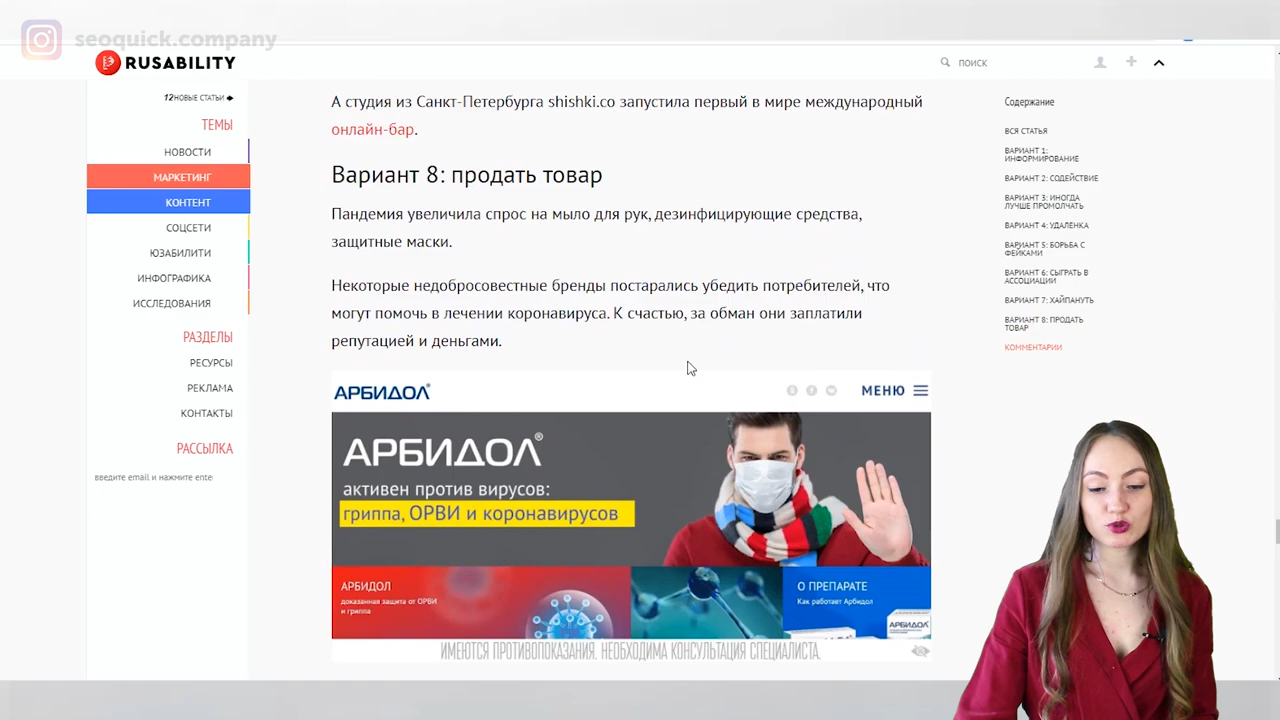 seoquick.company
RUSABILITY
ПОИСК
12 НОВЫЕ СТАТЬИ
ТЕМЫ
НОВОСТИ
МАРКЕТИНГ
КОНТЕНТ
СОЦСЕТИ
ЮЗАБИЛИТИ
ИНФОГРАФИКА
ИССЛЕДОВАНИЯ
РАЗДЕЛЫ
РЕСУРСЫ
РЕКЛАМА
КОНТАКТЫ
РАССЫЛКА
введите email и нажмите ente
А студия из Санкт-Петербурга shishki.co запустила первый в мире международный
онлайн-бар.
Вариант 8: продать товар
Пандемия увеличила спрос на мыло для рук, дезинфицирующие средства,
защитные маски.
Некоторые недобросовестные бренды постарались убедить потребителей, что
могут помочь в лечении коронавируса. К счастью, за обман они заплатили
репутацией и деньгами.
АРБИДОЛ®
МЕНЮ
АРБИДОЛ®
активен против вирусов:
гриппа, ОРВИ и коронавирусов
АРБИДОЛ
доказанная защита от ОРВИ
и гриппа
О ПРЕПАРАТЕ
Как работает Арбидол
АРБИДОЛ
ИМЕЮТСЯ ПРОТИВОПОКАЗАНИЯ. НЕОБХОДИМА КОНСУЛЬТАЦИЯ СПЕЦИАЛИСТА.
Содержание
ВСЯ СТАТЬЯ
ВАРИАНТ 1:
ИНФОРМИРОВАНИЕ
ВАРИАНТ 2: СОДЕЙСТВИЕ
ВАРИАНТ 3: ИНОГДА
ЛУЧШЕ ПРОМОЛЧАТЬ
ВАРИАНТ 4: УДАЛЕНКА
ВАРИАНТ 5: БОРЬБА С
ФЕЙКАМИ
ВАРИАНТ 6: СЫГРАТЬ В
АССОЦИАЦИИ
ВАРИАНТ 7: ХАЙПАНУТЬ
ВАРИАНТ 8: ПРОДАТЬ
ТОВАР
КОММЕНТАРИИ